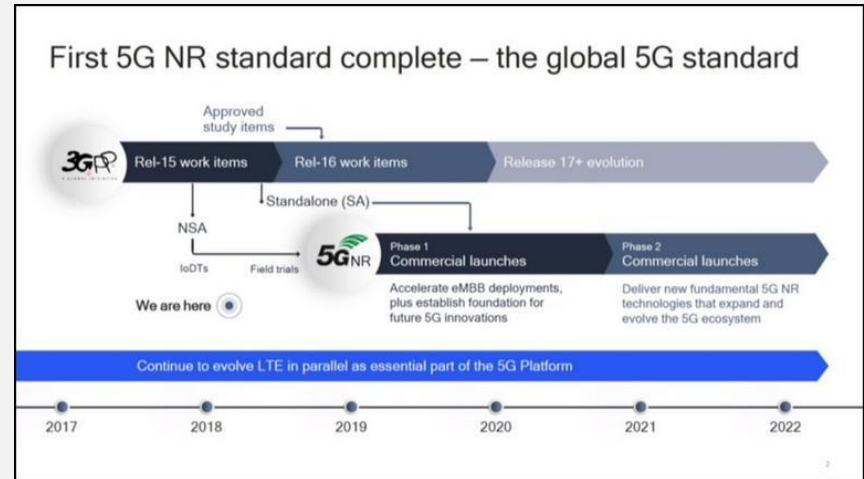 First 5G NR standard complete – the global 5G standard
Approved
study items
3GPP
A GLOBAL INITIATIVE
Rel-15 work items
Rel-16 work items
Release 17+ evolution
Standalone (SA)
NSA
IoDTs
Field trials
5G NR
Phase 1
Commercial launches
Phase 2
Commercial launches
Accelerate eMBB deployments,
plus establish foundation for
future 5G innovations
Deliver new fundamental 5G NR
technologies that expand and
evolve the 5G ecosystem
We are here
Continue to evolve LTE in parallel as essential part of the 5G Platform
2017
2018
2019
2020
2021
2022
2